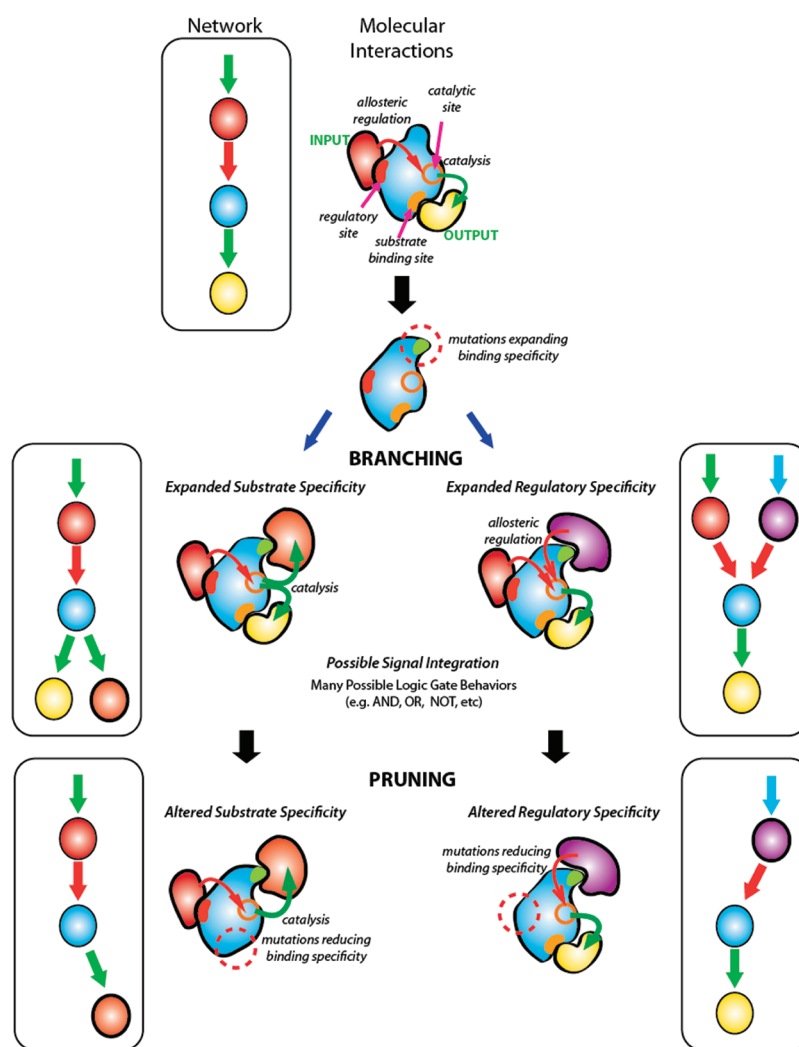 Network
Molecular
Interactions
catalytic
site
allosteric
regulation
INPUT
catalysis
regulatory
site
substrate
binding site
OUTPUT
mutations expanding
binding specificity
BRANCHING
Expanded Substrate Specificity
Expanded Regulatory Specificity
allosteric
regulation
catalysis
Possible Signal Integration
Many Possible Logic Gate Behaviors
(e.g. AND, OR, NOT, etc)
PRUNING
Altered Substrate Specificity
Altered Regulatory Specificity
mutations reducing
binding specificity
catalysis
mutations reducing
binding specificity